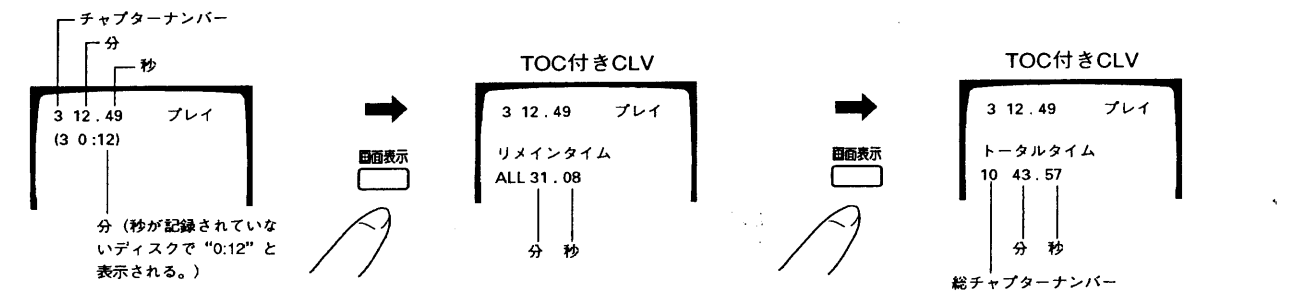 チャプターナンバー
分
秒
3 12 . 49 プレイ
(3 0 :12)
分（秒が記録されていな
いディスクで“0:12”と
表示される。）
画面表示
TOC付きCLV
3 12 . 49 プレイ
リメインタイム
ALL 31 . 08
分 秒
画面表示
TOC付きCLV
3 12 . 49 プレイ
トータルタイム
10 43 . 57
分 秒
総チャプターナンバー